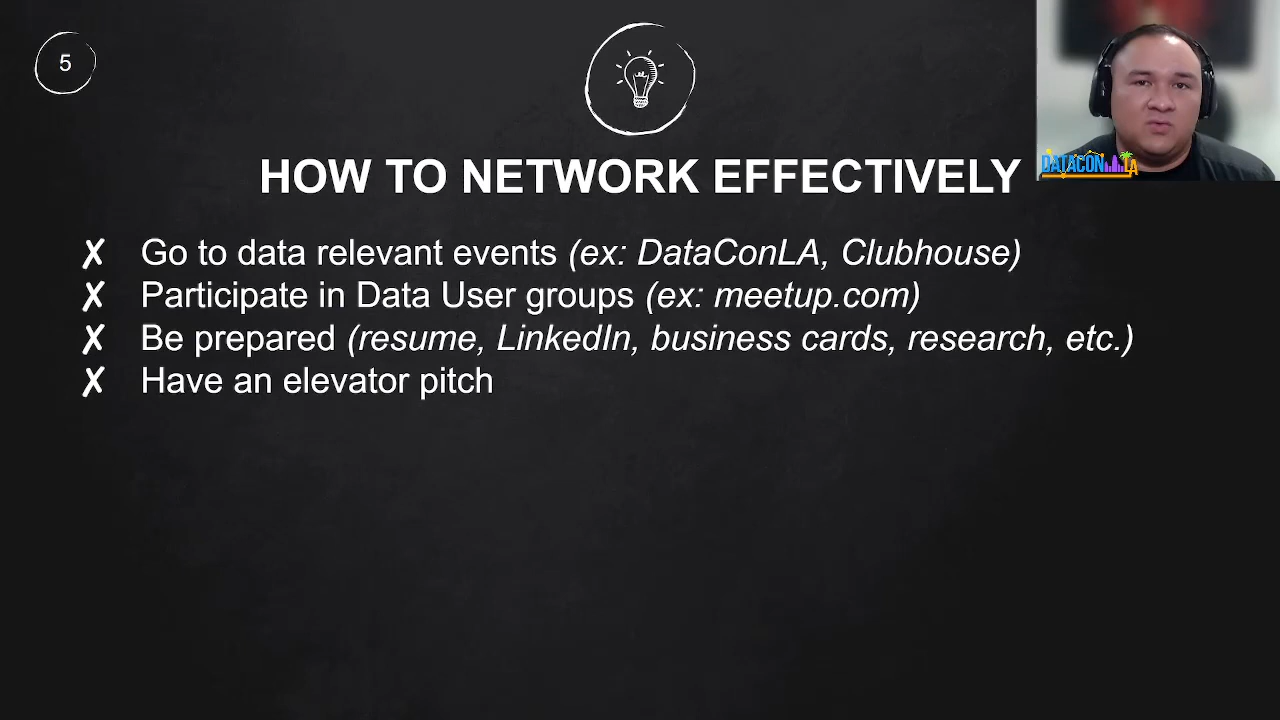 5
HOW TO NETWORK EFFECTIVELY
DATACON LA
✗ Go to data relevant events (ex: DataConLA, Clubhouse)
✗ Participate in Data User groups (ex: meetup.com)
✗ Be prepared (resume, LinkedIn, business cards, research, etc.)
✗ Have an elevator pitch